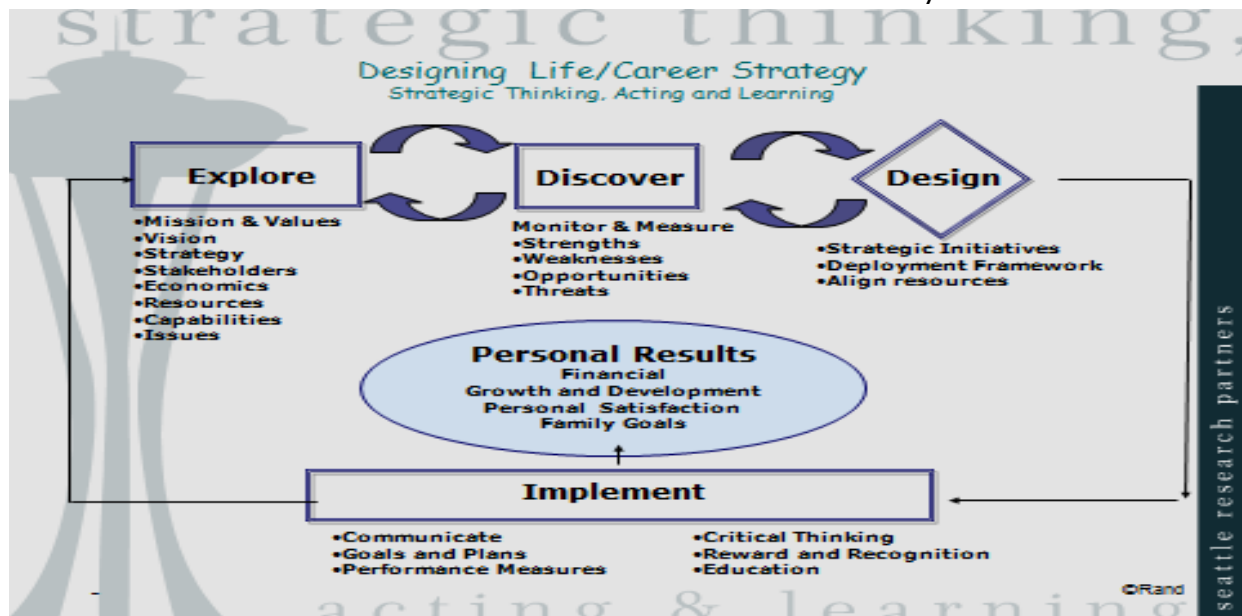 strategic thinking,
Designing Life/Career Strategy
Strategic Thinking, Acting and Learning
Explore
•Mission & Values
•Vision
•Strategy
•Stakeholders
•Economics
•Resources
•Capabilities
•Issues
Discover
Monitor & Measure
•Strengths
•Weaknesses
•Opportunities
•Threats
Design
•Strategic Initiatives
•Deployment Framework
•Align resources
Personal Results
Financial
Growth and Development
Personal Satisfaction
Family Goals
Implement
•Communicate
•Goals and Plans
•Performance Measures
•Critical Thinking
•Reward and Recognition
•Education
©Rand
seattle research partners
acting & learnin